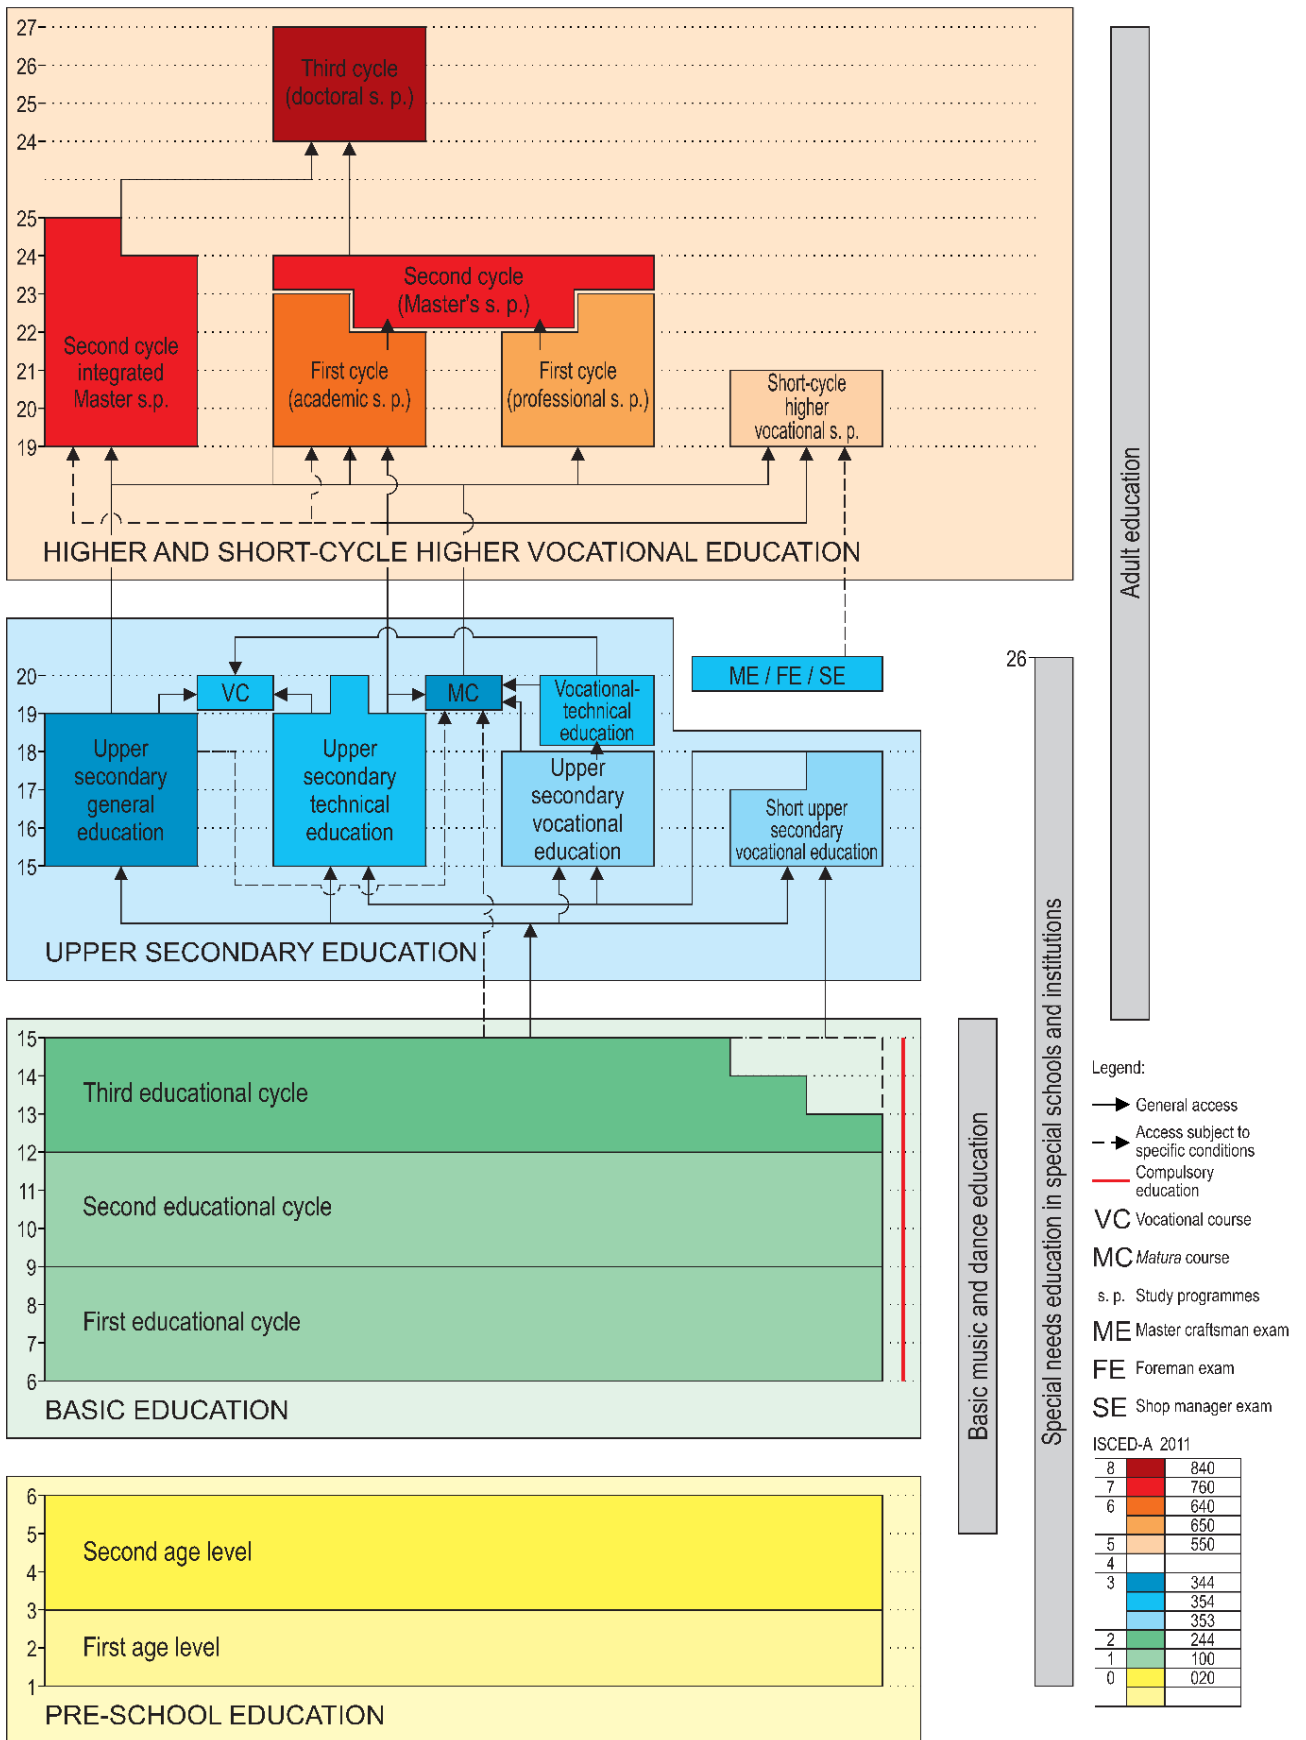 27
26
25
24
Third cycle
(doctoral s. p.)
25
24
23
22
21
20
19
Second cycle
integrated
Master s.p.
Second cycle
(Master's s. p.)
First cycle
(academic s. p.)
First cycle
(professional s. p.)
Short-cycle
higher
vocational s. p.
HIGHER AND SHORT-CYCLE HIGHER VOCATIONAL EDUCATION
20
19
18
17
16
15
VC
MC
Vocational-
technical
education
ME / FE / SE
Upper
secondary
general
education
Upper
secondary
technical
education
Upper
secondary
vocational
education
Short upper
secondary
vocational education
UPPER SECONDARY EDUCATION
15
14
13
12
11
10
9
8
7
6
Third educational cycle
Second educational cycle
First educational cycle
BASIC EDUCATION
6
5
4
3
2
1
Second age level
First age level
PRE-SCHOOL EDUCATION
Basic music and dance education
26
Special needs education in special schools and institutions
Adult education
Legend:
General access
Access subject to
specific conditions
Compulsory
education
VC Vocational course
MC Matura course
s. p. Study programmes
ME Master craftsman exam
FE Foreman exam
SE Shop manager exam
ISCED-A 2011
8 840
7 760
6 640
650
5 550
4
3 344
354
353
2 244
1 100
0 020